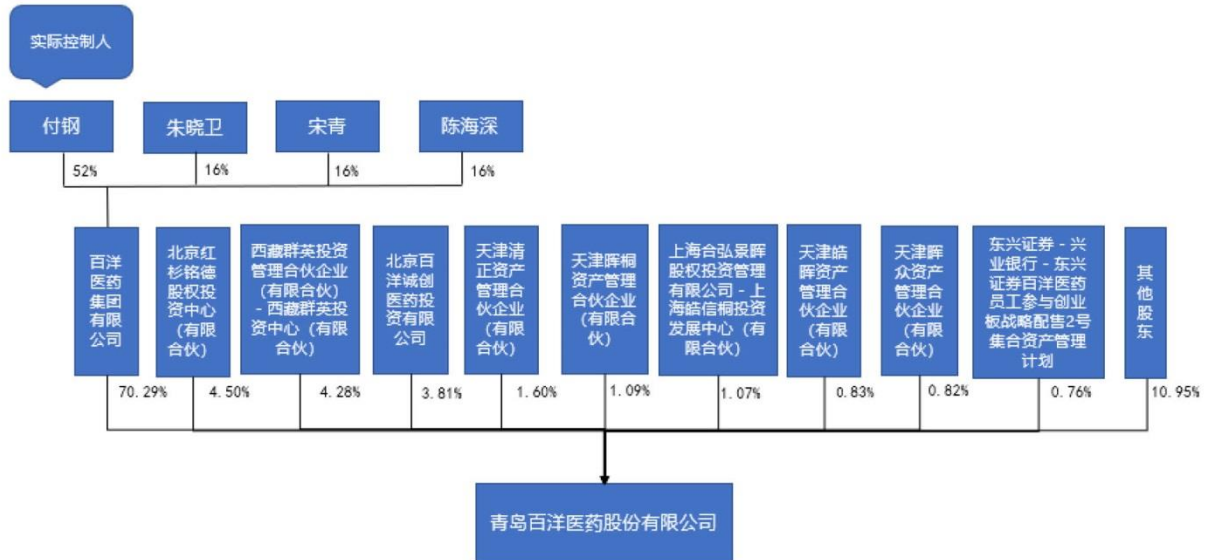 实际控制人
付钢
朱晓卫
宋青
陈海深
52%
16%
16%
16%
百洋
医药
集团
有限
公司
北京红
杉铭德
股权投
资中心
（有限
合伙）
西藏群英投资
管理合伙企业
（有限合伙）
- 西藏群英投
资中心（有限
合伙）
北京百
洋诚创
医药投
资有限
公司
天津清
正资产
管理合
伙企业
（有限
合伙）
天津晖桐
资产管理
合伙企业
（有限合
伙）
上海合弘景晖
股权投资管理
有限公司 - 上
海皓信桐投资
发展中心（有
限合伙）
天津皓
晖资产
管理合
伙企业
（有限
合伙）
天津晖
众资产
管理合
伙企业
（有限
合伙）
东兴证券 - 兴
业银行 - 东兴
证券百洋医药
员工参与创业
板战略配售2号
集合资产管理
计划
其
他
股
东
70.29%
4.50%
4.28%
3.81%
1.60%
1.09%
1.07%
0.83%
0.82%
0.76%
10.95%
青岛百洋医药股份有限公司